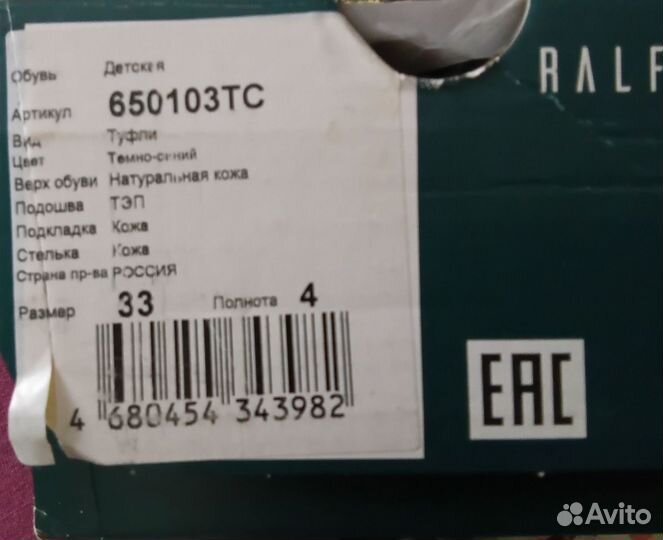 Обувь Детская
RALF
Артикул 650103ТС
Вид Туфли
Цвет Темно-синий
Верх обуви Натуральная кожа
Подошва ТЭП
Подкладка Кожа
Стелька Кожа
Страна пр-ва РОССИЯ
Размер 33 Полнота 4
4 680454 343982
EAC
Avito